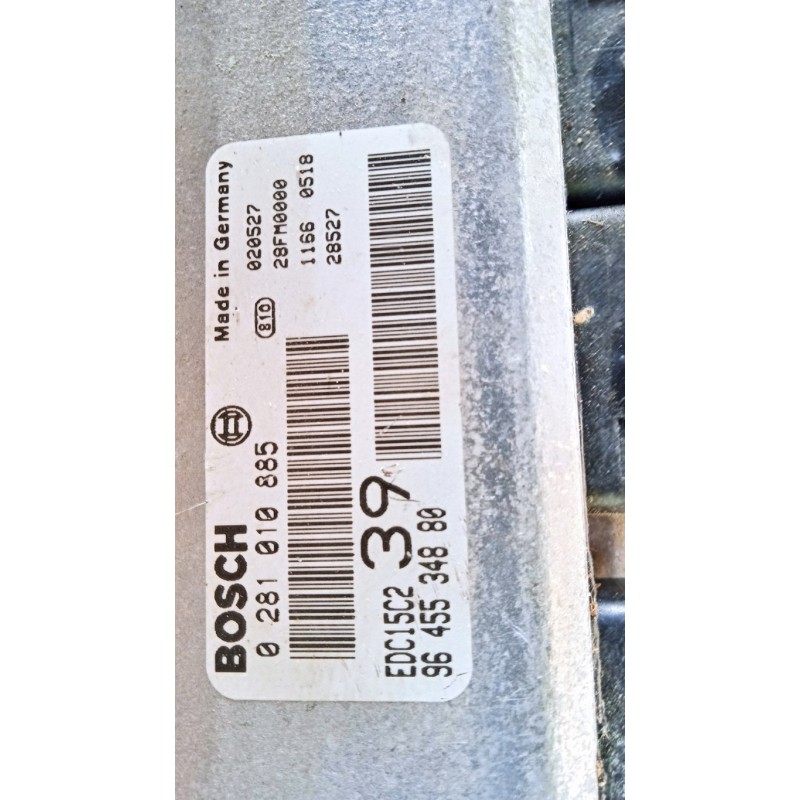 BOSCH
Made in Germany
0 281 010 885
810
020527
28FM0000
1166 0518
28527
39
EDC15C2
96 455 348 80